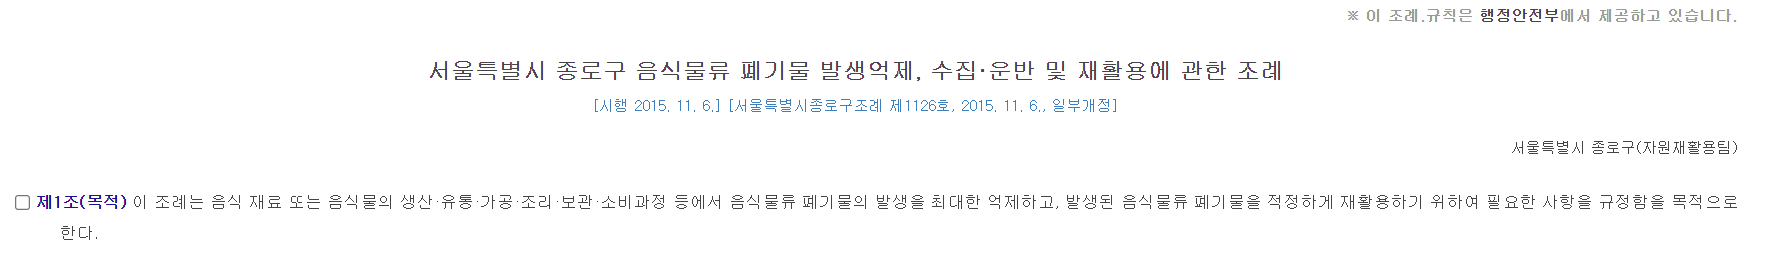 ※ 이 조례.규칙은 행정안전부에서 제공하고 있습니다.
서울특별시 종로구 음식물류 폐기물 발생억제, 수집·운반 및 재활용에 관한 조례
[시행 2015. 11. 6.] [서울특별시종로구조례 제1126호, 2015. 11. 6., 일부개정]
서울특별시 종로구(자원재활용팀)
제1조(목적) 이 조례는 음식 재료 또는 음식물의 생산·유통·가공·조리·보관·소비과정 등에서 음식물류 폐기물의 발생을 최대한 억제하고, 발생된 음식물류 폐기물을 적정하게 재활용하기 위하여 필요한 사항을 규정함을 목적으로
한다.